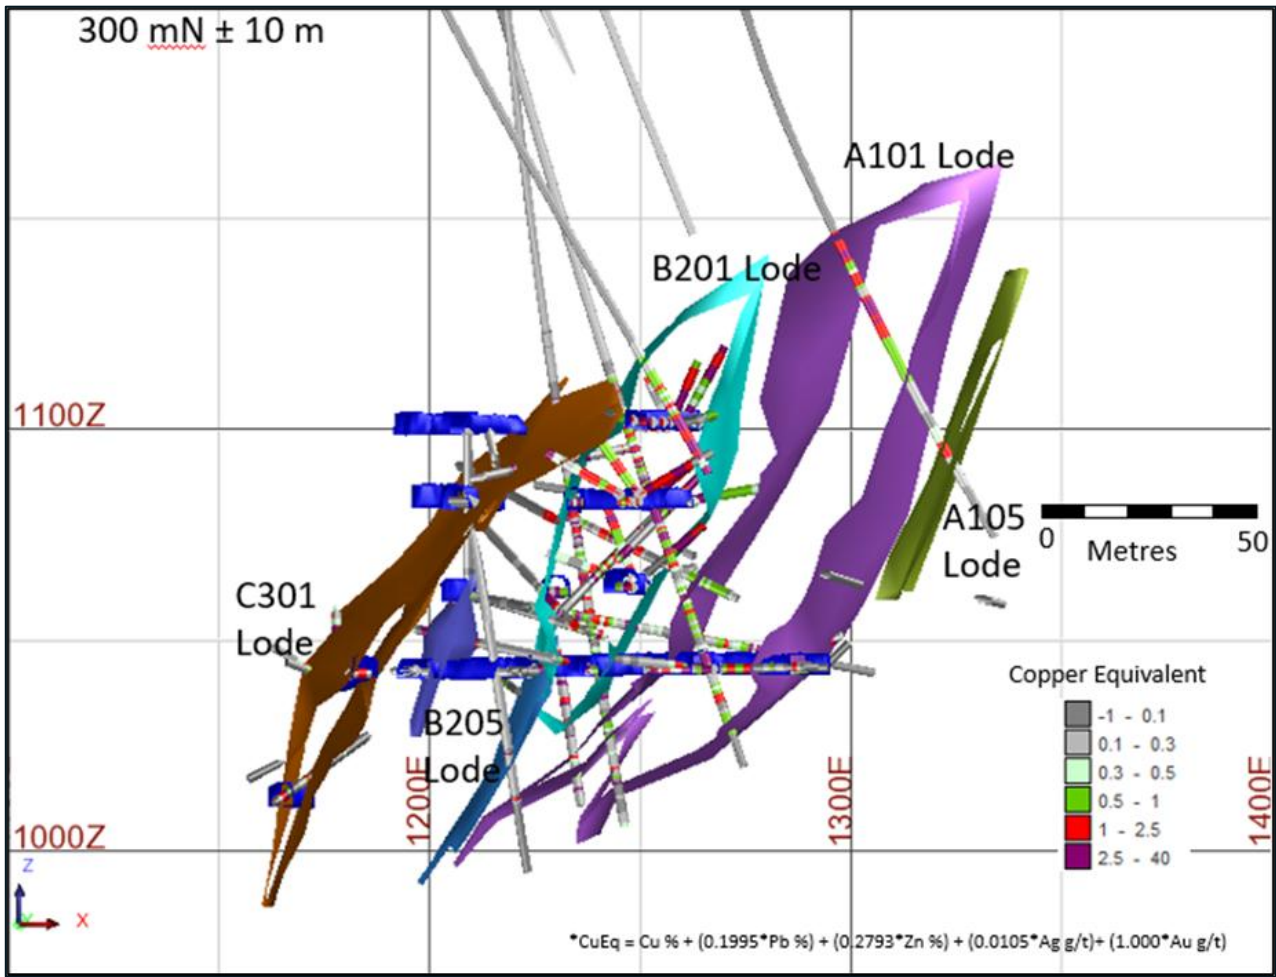 300 mN ± 10 m
A101 Lode
B201 Lode
1100Z
A105
Lode
0
50
Metres
C301
Lode
Copper Equivalent
-1 - 0.1
0.1 - 0.3
0.3 - 0.5
0.5 - 1
1 - 2.5
2.5 - 40
B205
Lode
1200E
1300E
1400E
1000Z
Z
Y
X
*CuEq = Cu % + (0.1995*Pb %) + (0.2793*Zn %) + (0.0105*Ag g/t)+ (1.000*Au g/t)